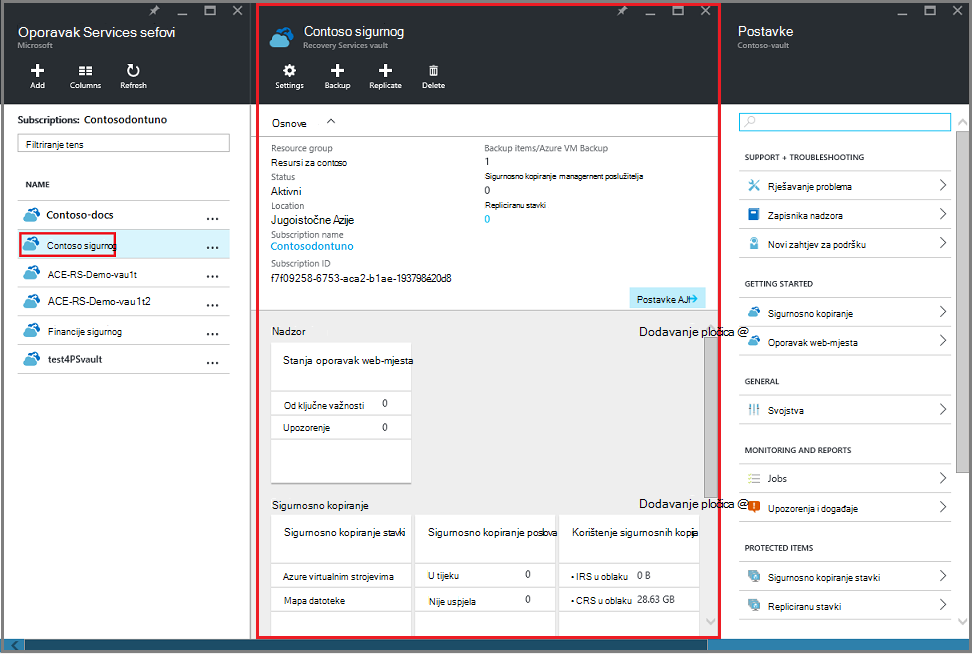 Oporavak Services sefovi
Microsoft
Add
Columns
Refresh
Subscriptions: Contosodontuno
Filtriranje tens
NAME
Contoso-docs
...
Contoso sigurnog
...
ACE-RS-Demo-vau1t
...
ACE-RS-Demo-vau1t2
...
Financije sigurnog
...
test4PSvault
...
Contoso sigurnog
Recovery Services vault
Settings
Backup
Replicate
Delete
Osnove
Resource group
Resursi za contoso
Status
Aktivni
Location
Jugoistočne Azije
Subscription name
Contosodontuno
Subscription ID
f7f09258-6753-aca2-b1ae-193798é20d8
Backup items/Azure VM Backup
1
Sigurnosno kopiranje management poslužitelja
0
Repliciranu stavki
0
Postavke AJI
Nadzor
Dodavanje pločica @
Stanja oporavak web-mjesta
Od ključne važnosti 0
Upozorenje 0
Sigurnosno kopiranje
Dodavanje pločica @
Sigurnosno kopiranje stavki
Azure virtualnim strojevima
Mapa datoteke
Sigurnosno kopiranje poslova
U tijeku 0
Nije uspjela 0
Korištenje sigurnosnih kopija
• IRS u oblaku 0 B
• CRS u oblaku 28.63 GB
Postavke
Contoso-vault
SUPPORT + TROUBLESHOOTING
Rješavanje problema
Zapisnika nadzora
Novi zahtjev za podršku
GETTING STARTED
Sigurnosno kopiranje
Oporavak web-mjesta
GENERAL
Svojstva
MONITORING AND REPORTS
Jobs
Upozorenja i događaje
PROTECTED ITEMS
Sigurnosno kopiranje stavki
Repliciranu stavki